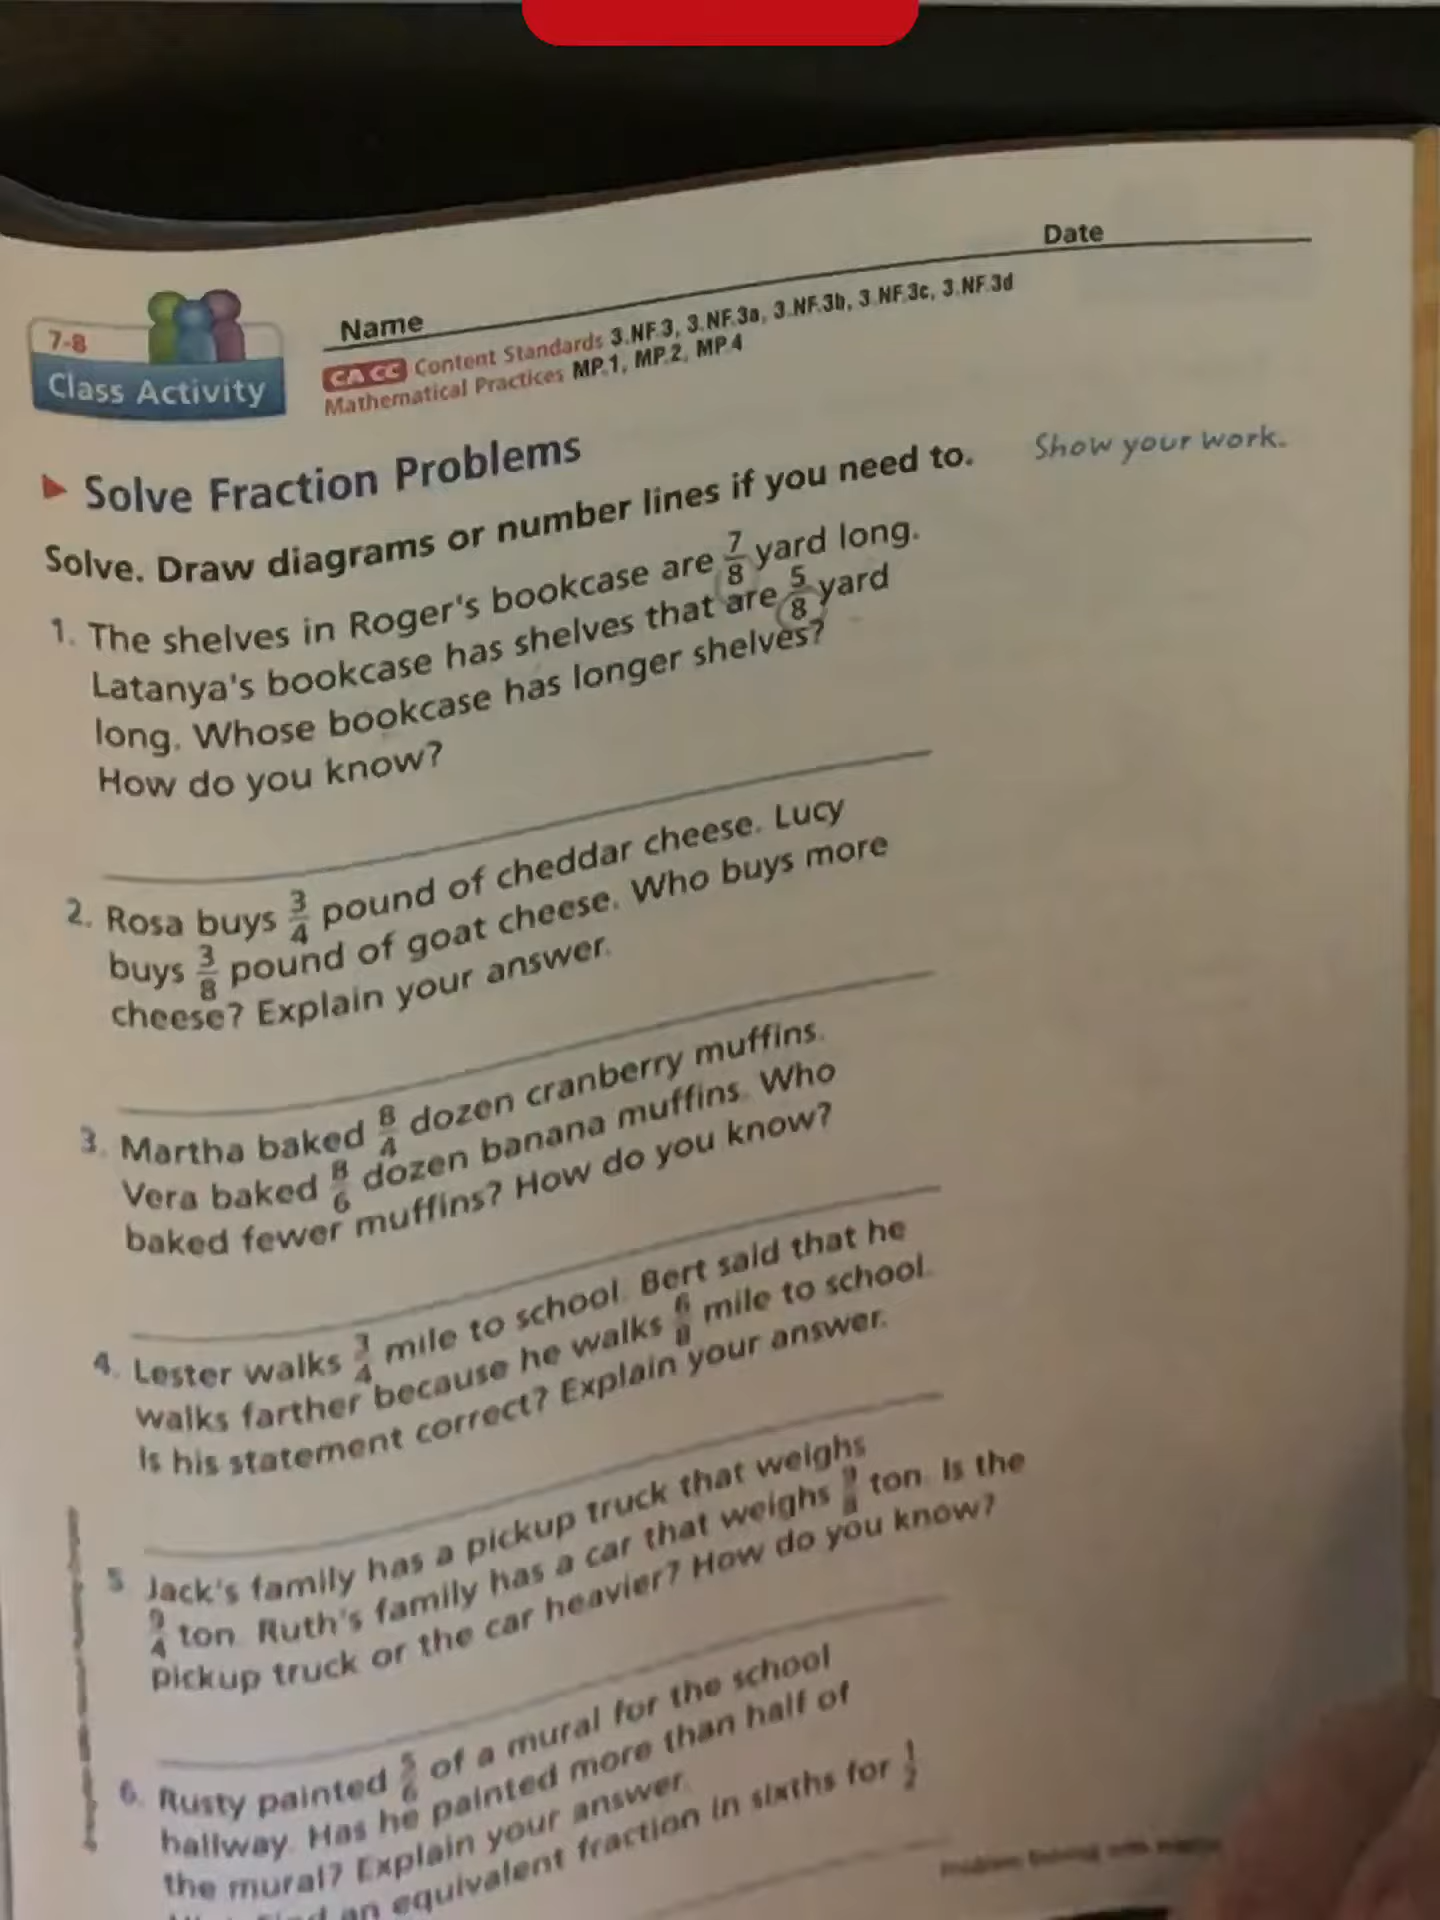 Date
Name
7-8
Class Activity
CA CC Content Standards 3.NF.3, 3.NF.3a, 3.NF.3b, 3.NF.3c, 3.NF.3d
Mathematical Practices MP.1, MP.2, MP.4
Solve Fraction Problems
Solve. Draw diagrams or number lines if you need to.
Show your work.
1. The shelves in Roger's bookcase are 7/8 yard long.
Latanya's bookcase has shelves that are 5/8 yard
long. Whose bookcase has longer shelves?
How do you know?
2. Rosa buys 3/4 pound of cheddar cheese. Lucy
buys 3/8 pound of goat cheese. Who buys more
cheese? Explain your answer.
3. Martha baked 8/4 dozen cranberry muffins.
Vera baked 8/6 dozen banana muffins. Who
baked fewer muffins? How do you know?
4. Lester walks 3/4 mile to school. Bert said that he
walks farther because he walks 6/8 mile to school.
Is his statement correct? Explain your answer.
5. Jack's family has a pickup truck that weighs
9/4 ton. Ruth's family has a car that weighs 9/8 ton. Is the
pickup truck or the car heavier? How do you know?
6. Rusty painted 5/6 of a mural for the school
hallway. Has he painted more than half of
the mural? Explain your answer.
an equivalent fraction in sixths for 1/2
Problem Solving with